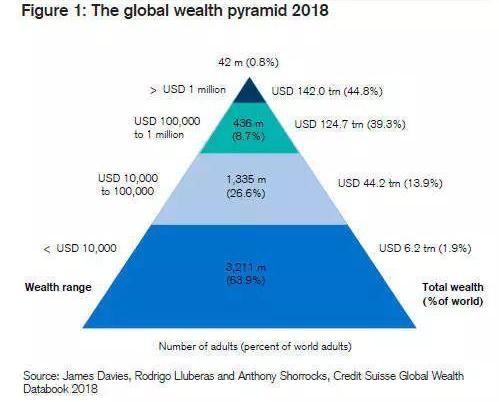 Figure 1: The global wealth pyramid 2018
42 m (0.8%)
> USD 1 million
USD 142.0 trn (44.8%)
USD 100,000
to 1 million
436 m
(8.7%)
USD 124.7 trn (39.3%)
USD 10,000
to 100,000
1,335 m
(26.6%)
USD 44.2 trn (13.9%)
< USD 10,000
3,211 m
(63.9%)
USD 6.2 trn (1.9%)
Wealth range
Total wealth
(% of world)
Number of adults (percent of world adults)
Source: James Davies, Rodrigo Lluberas and Anthony Shorrocks, Credit Suisse Global Wealth
Databook 2018